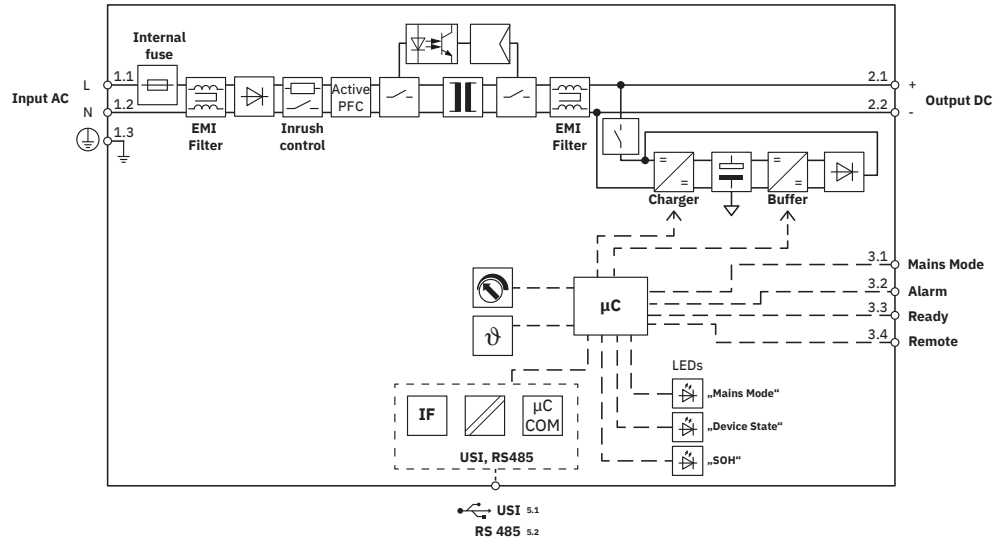 Internal
fuse
Input AC
L
1.1
N
1.2
1.3
EMI
Filter
Inrush
control
Active
PFC
EMI
Filter
2.1
+
2.2
-
Output DC
=
=
Charger
=
=
Buffer
µC
ϑ
3.1
Mains Mode
3.2
Alarm
3.3
Ready
3.4
Remote
LEDs
„Mains Mode“
„Device State“
„SOH“
IF
µC
COM
USI, RS485
USI 5.1
RS 485 5.2